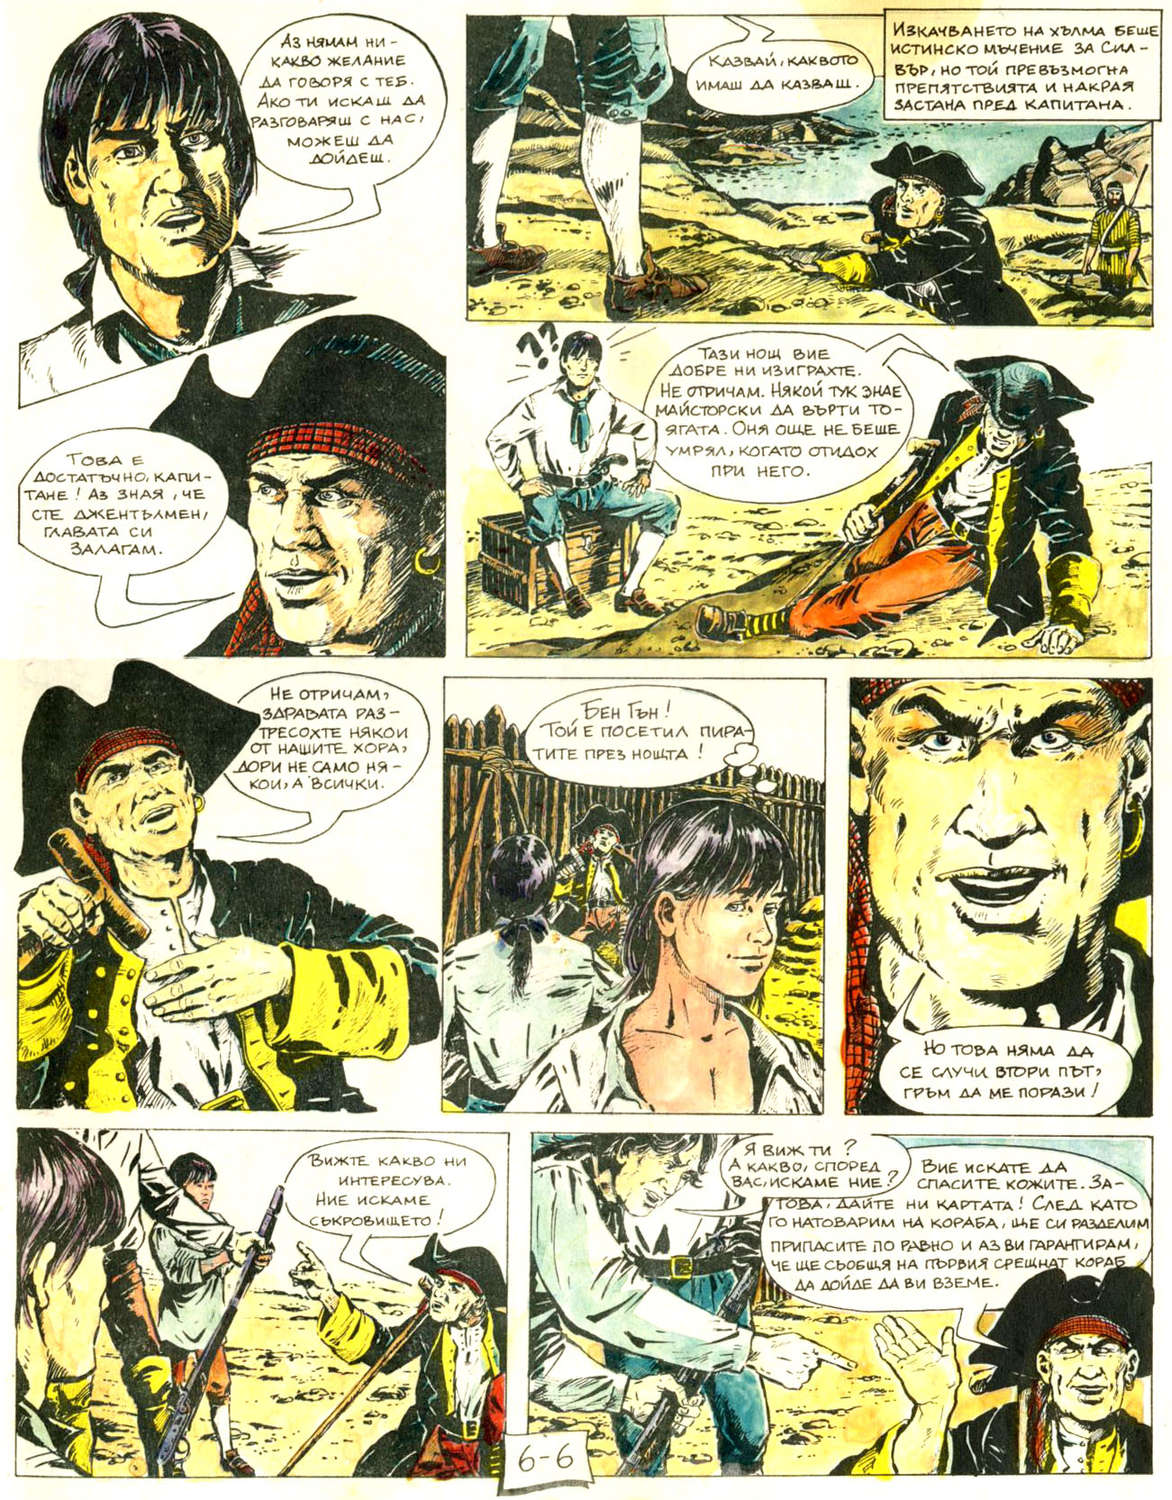 Аз нямам ни-
какво желание
да говоря с теб.
Ако ти искаш да
разговаряш с нас,
можеш да
дойдеш.
Това е
достатъчно, капи-
тане! Аз зная, че
сте джентълмен,
главата си
залагам.
Казвай, каквото
имаш да казваш.
Изкачването на хълма беше
истинско мъчение за Сил-
вър, но той превъзмогна
препятствията и накрая
застана пред капитана.
??
Тази нощ вие
добре ни изиграхте.
Не отричам. Някой тук знае
майсторски да върти то-
ягата. Оня още не беше
умрял, когато отидох
при него.
Не отричам,
здравата раз-
тресохте някои
от нашите хора,
дори не само ня-
кои, а всички.
Бен Гън!
Той е посетил пира-
тите през нощта!
Но това няма да
се случи втори път,
гръм да ме порази!
Вижте какво ни
интересува.
Ние искаме
съкровището!
Я виж ти?
А какво, според
вас, искаме ние?
Вие искате да
спасите кожите. За-
това, дайте ни картата! След като
го натоварим на кораба, ще си разделим
припасите по равно и аз ви гарантирам,
че ще съобщя на първия срещнат кораб
да дойде да ви вземе.
6-6